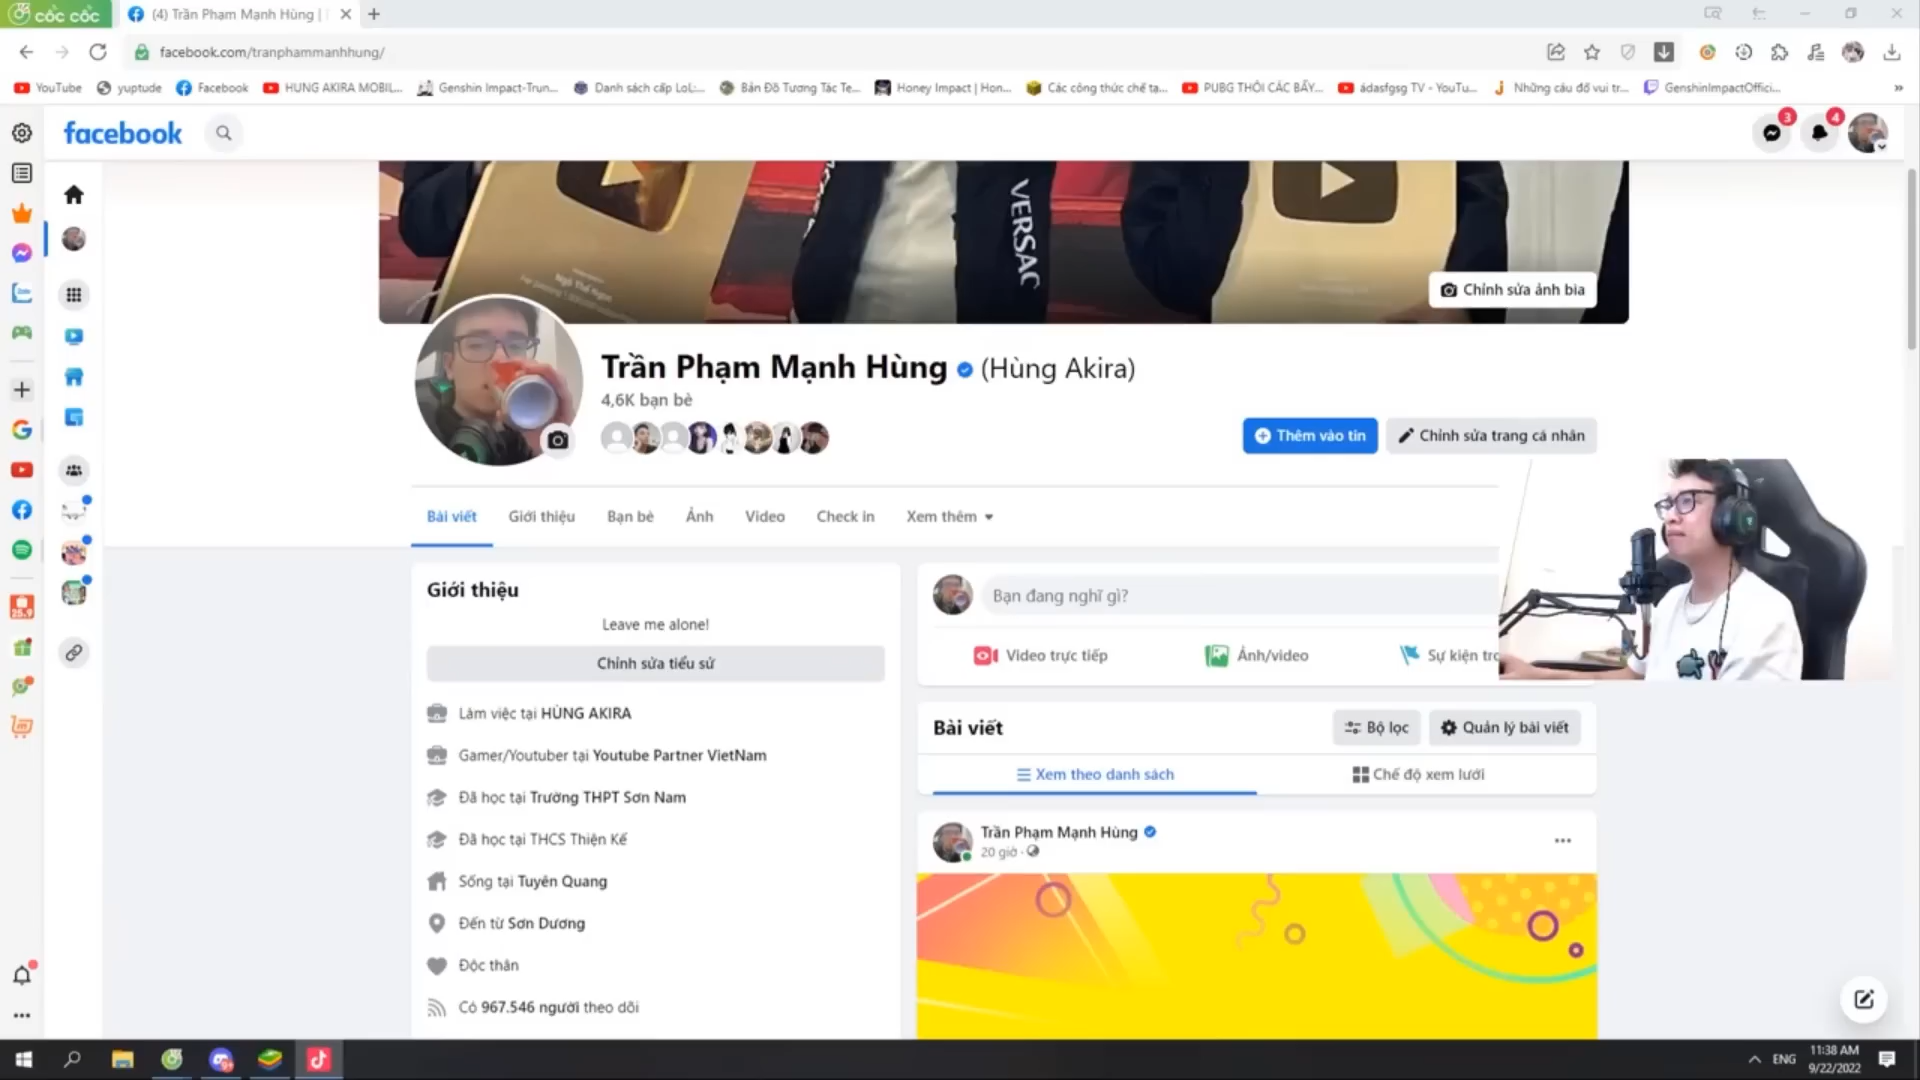 cốc cốc
(4) Trần Phạm Mạnh Hùng |
facebook.com/tranphammanhhung/
YouTube
yuptude
Facebook
HUNG AKIRA MOBIL...
Genshin Impact-Trun...
Danh sách cấp LoL:...
Bản Đồ Tương Tác Te...
Honey Impact | Hon...
Các công thức chế tạ...
PUBG THÔI CÁC BẤY...
ádasfgsg TV - YouTu...
Những câu đố vui tr...
GenshinImpactOffici...
facebook
3
4
VERSAC
Ngô Thế Ngọc
Chỉnh sửa ảnh bìa
Trần Phạm Mạnh Hùng (Hùng Akira)
4,6K bạn bè
Thêm vào tin
Chỉnh sửa trang cá nhân
Bài viết
Giới thiệu
Bạn bè
Ảnh
Video
Check in
Xem thêm
Giới thiệu
Leave me alone!
Chỉnh sửa tiểu sử
Làm việc tại HÙNG AKIRA
Gamer/Youtuber tại Youtube Partner VietNam
Đã học tại Trường THPT Sơn Nam
Đã học tại THCS Thiện Kế
Sống tại Tuyên Quang
Đến từ Sơn Dương
Độc thân
Có 967.546 người theo dõi
Bạn đang nghĩ gì?
Video trực tiếp
Ảnh/video
Sự kiện tro
Bài viết
Bộ lọc
Quản lý bài viết
Xem theo danh sách
Chế độ xem lưới
Trần Phạm Mạnh Hùng
20 giờ ·
25.9
ENG
11:38 AM
9/22/2022